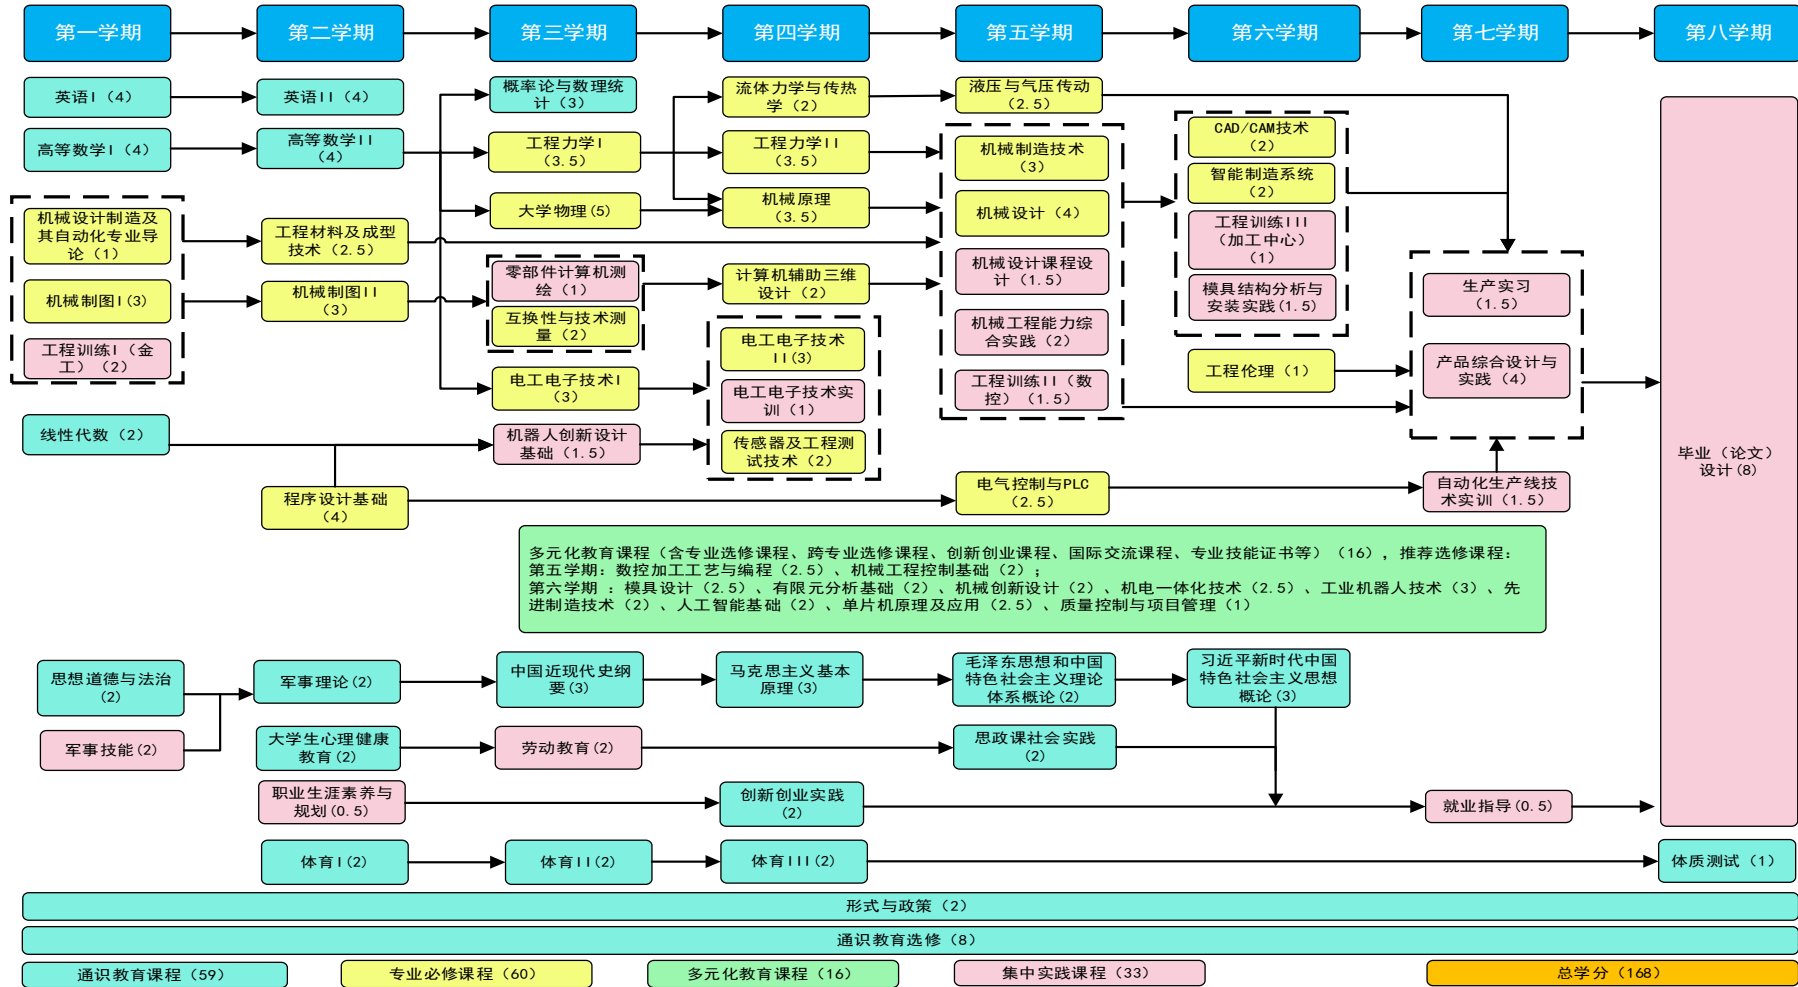 第一学期
第二学期
第三学期
第四学期
第五学期
第六学期
第七学期
第八学期
英语I（4）
英语II（4）
概率论与数理统
计（3）
流体力学与传热
学（2）
液压与气压传动
（2.5）
高等数学I（4）
高等数学II
（4）
工程力学I
（3.5）
工程力学II
（3.5）
机械制造技术
（3）
CAD/CAM技术
（2）
机械设计制造及
其自动化专业导
论（1）
工程材料及成型
技术（2.5）
大学物理(5)
机械原理
（3.5）
机械设计（4）
智能制造系统
（2）
机械制图I(3)
机械制图II
（3）
零部件计算机测
绘（1）
计算机辅助三维
设计（2）
机械设计课程设
计（1.5）
工程训练III
（加工中心）
（1）
互换性与技术测
量（2）
机械工程能力综
合实践（2）
模具结构分析与
安装实践(1.5)
生产实习
（1.5）
工程训练I（金
工）（2）
电工电子技术I
（3）
电工电子技术
II(3)
电工电子技术实
训（1）
工程训练II（数
控）（1.5）
工程伦理（1）
产品综合设计与
实践（4）
线性代数（2）
机器人创新设计
基础（1.5）
传感器及工程测
试技术（2）
程序设计基础
（4）
电气控制与PLC
（2.5）
自动化生产线技
术实训（1.5）
毕业（论文）
设计(8)
多元化教育课程（含专业选修课程、跨专业选修课程、创新创业课程、国际交流课程、专业技能证书等）（16），推荐选修课程：
第五学期：数控加工工艺与编程（2.5）、机械工程控制基础（2）；
第六学期 ：模具设计（2.5）、有限元分析基础（2）、机械创新设计（2）、机电一体化技术（2.5）、工业机器人技术（3）、先
进制造技术（2）、人工智能基础（2）、单片机原理及应用（2.5）、质量控制与项目管理（1）
思想道德与法治
(2)
军事理论(2)
中国近现代史纲
要(3)
马克思主义基本
原理(3)
毛泽东思想和中国
特色社会主义理论
体系概论(2)
习近平新时代中国
特色社会主义思想
概论(3)
军事技能(2)
大学生心理健康
教育(2)
劳动教育(2)
思政课社会实践
(2)
职业生涯素养与
规划(0.5)
创新创业实践
(2)
就业指导(0.5)
体育I(2)
体育II(2)
体育III(2)
体质测试（1）
形式与政策（2）
通识教育选修（8）
通识教育课程（59）
专业必修课程（60）
多元化教育课程（16）
集中实践课程（33）
总学分（168）